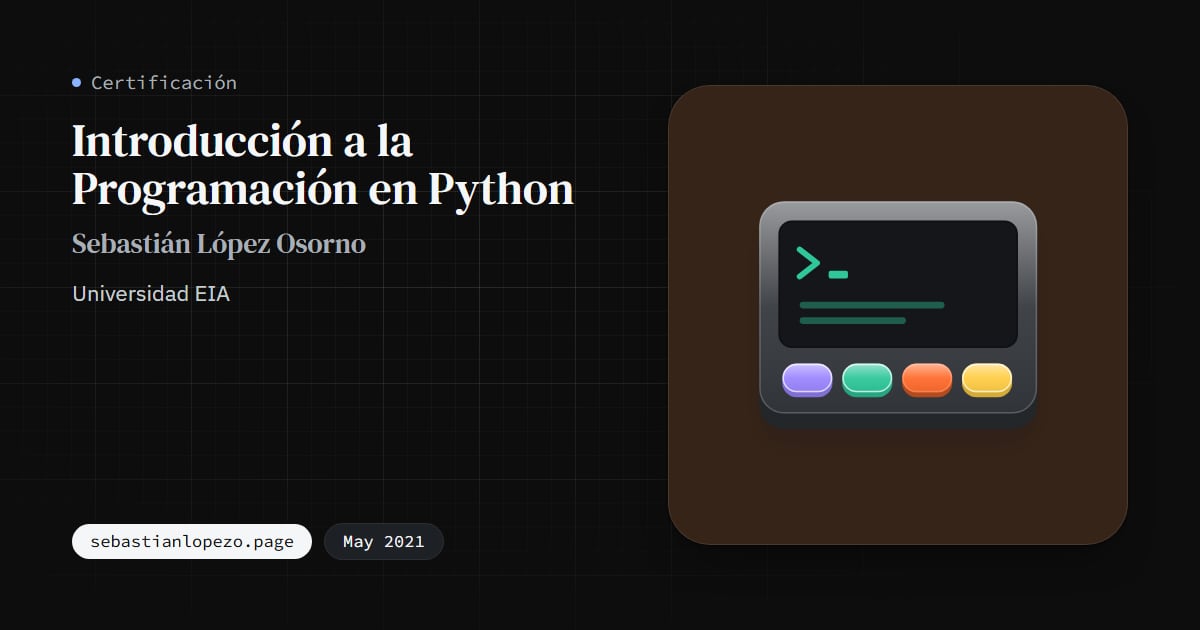 Certificación
Introducción a la
Programación en Python
Sebastián López Osorno
Universidad EIA
sebastianlopezo.page
May 2021